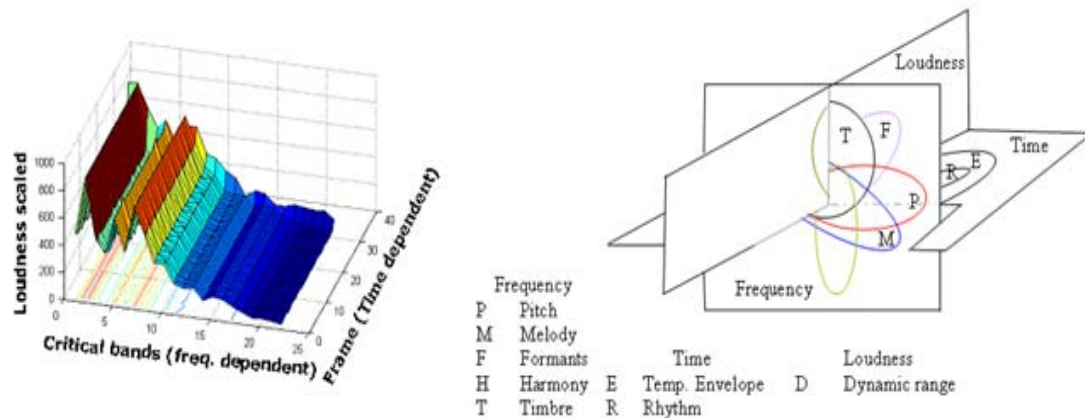 Loudness scaled
1000
800
600
400
200
0
0
5
10
15
20
25
0
10
20
30
40
Critical bands (freq. dependent)
Frame (Time dependent)
Loudness
Time
T
F
E
R
P
M
Frequency
Frequency
P Pitch
M Melody
F Formants Time Loudness
H Harmony E Temp. Envelope D Dynamic range
T Timbre R Rhythm